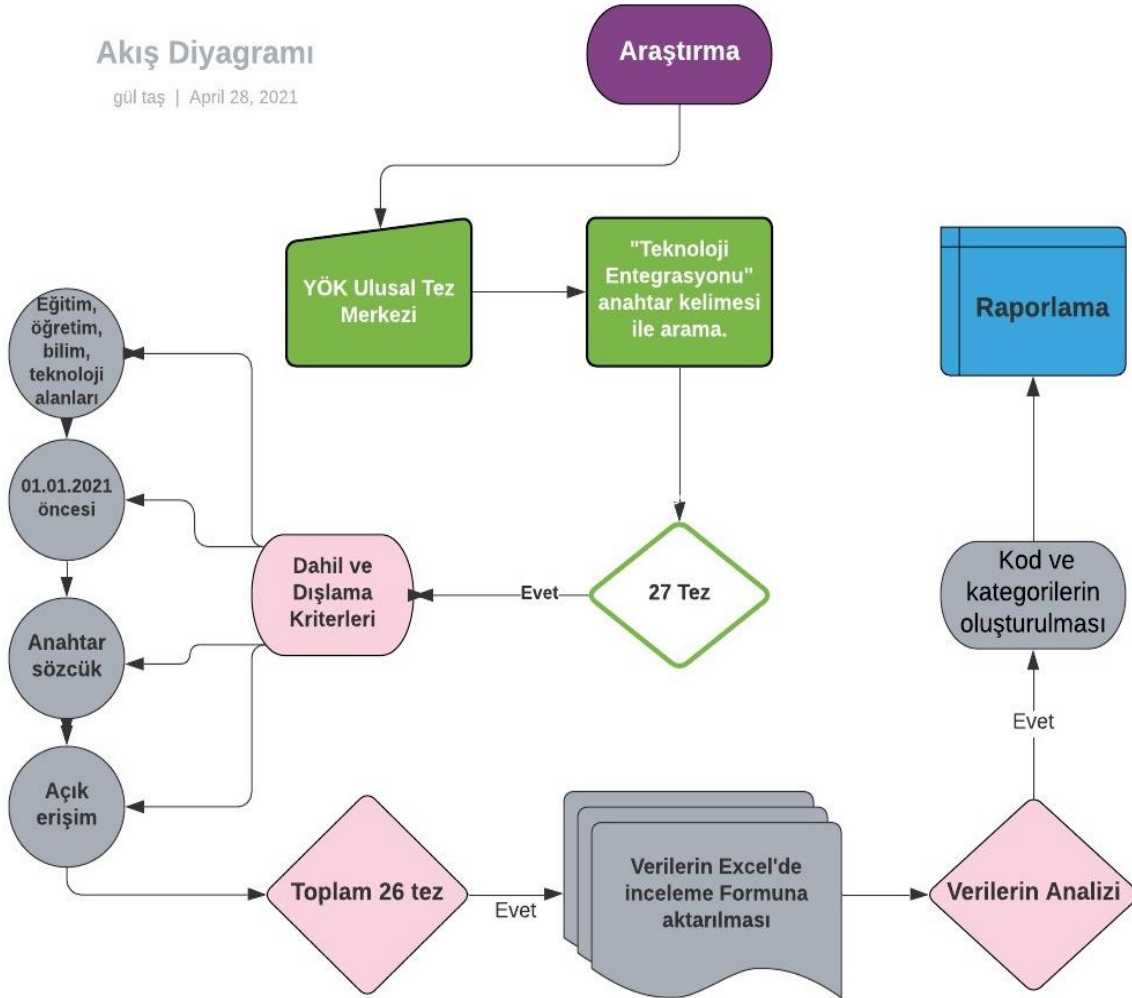 Akış Diyagramı
gül taş | April 28, 2021
Araştırma
YÖK Ulusal Tez
Merkezi
"Teknoloji
Entegrasyonu"
anahtar kelimesi
ile arama.
27 Tez
Evet
Dahil ve
Dışlama
Kriterleri
Eğitim,
öğretim,
bilim,
teknoloji
alanları
01.01.2021
öncesi
Anahtar
sözcük
Açık
erişim
Toplam 26 tez
Evet
Verilerin Excel'de
inceleme Formuna
aktarılması
Verilerin Analizi
Evet
Kod ve
kategorilerin
oluşturulması
Raporlama